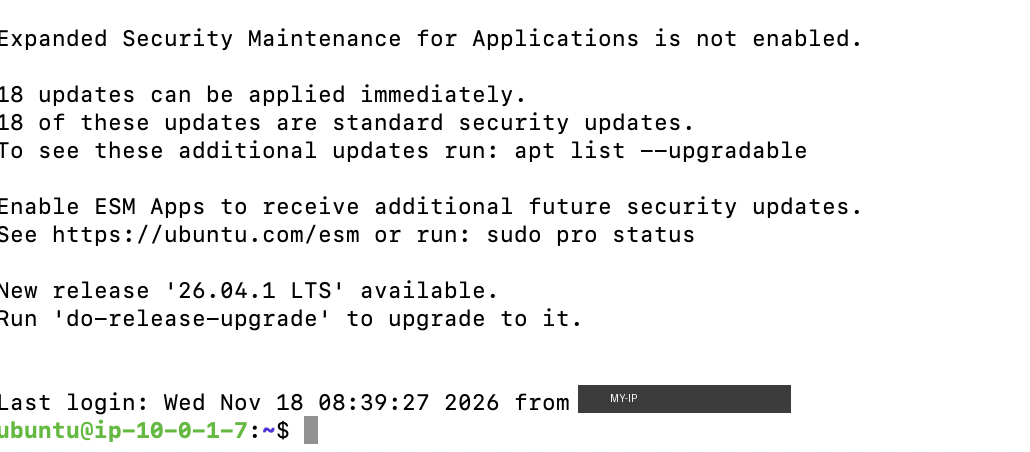 Expanded Security Maintenance for Applications is not enabled.
18 updates can be applied immediately.
18 of these updates are standard security updates.
To see these additional updates run: apt list --upgradable
Enable ESM Apps to receive additional future security updates.
See https://ubuntu.com/esm or run: sudo pro status
New release '26.04.1 LTS' available.
Run 'do-release-upgrade' to upgrade to it.
Last login: Wed Nov 18 08:39:27 2026 from MY-IP
ubuntu@ip-10-0-1-7:~$